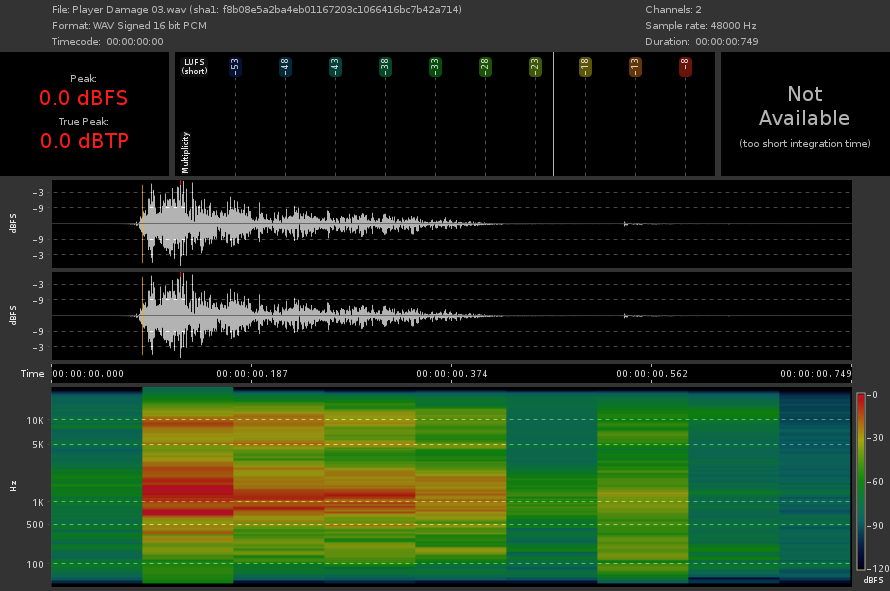 File: Player Damage 03.wav (sha1: f8b08e5a2ba4eb01167203c1066416bc7b42a714)
Format: WAV Signed 16 bit PCM
Timecode: 00:00:00:00
Channels: 2
Sample rate: 48000 Hz
Duration: 00:00:00:749
Peak:
0.0 dBFS
True Peak:
0.0 dBTP
LUFS
(short)
-53 -48 -43 -38 -33 -28 -23 -18 -13 -8
Multiplicity
Not
Available
(too short integration time)
dBFS
-3
-9
-9
-3
dBFS
-3
-9
-9
-3
Time 00:00:00.000 00:00:00.187 00:00:00.374 00:00:00.562 00:00:00.749
Hz
10K
5K
1K
500
100
-0
-30
-60
-90
-120
dBFS